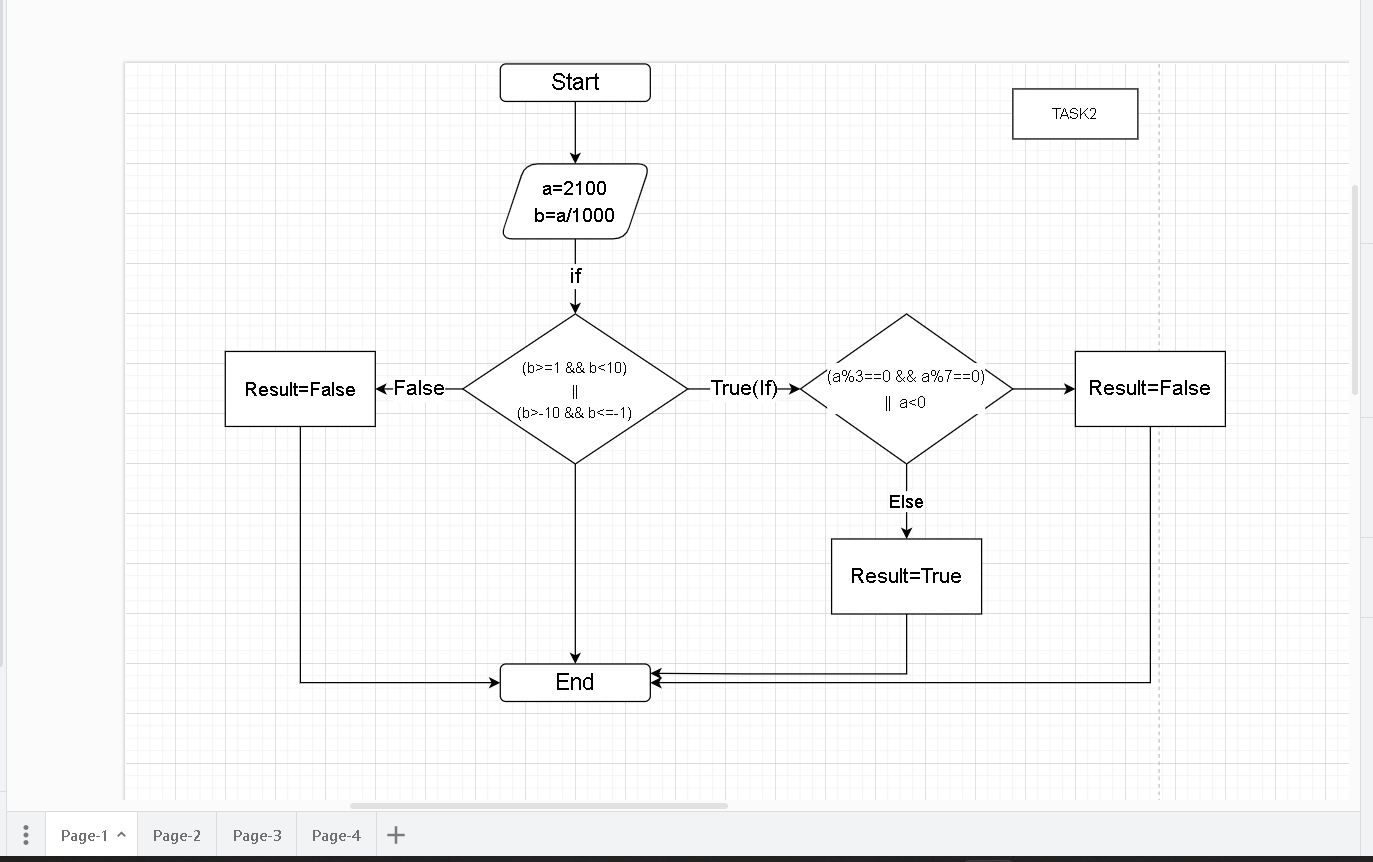 Start
TASK2
a=2100
b=a/1000
if
(b>=1 && b<10)
||
(b>-10 && b<=-1)
Result=False
False
True(If)
(a%3==0 && a%7==0)
|| a<0
Result=False
Else
Result=True
End
Page-1
Page-2
Page-3
Page-4